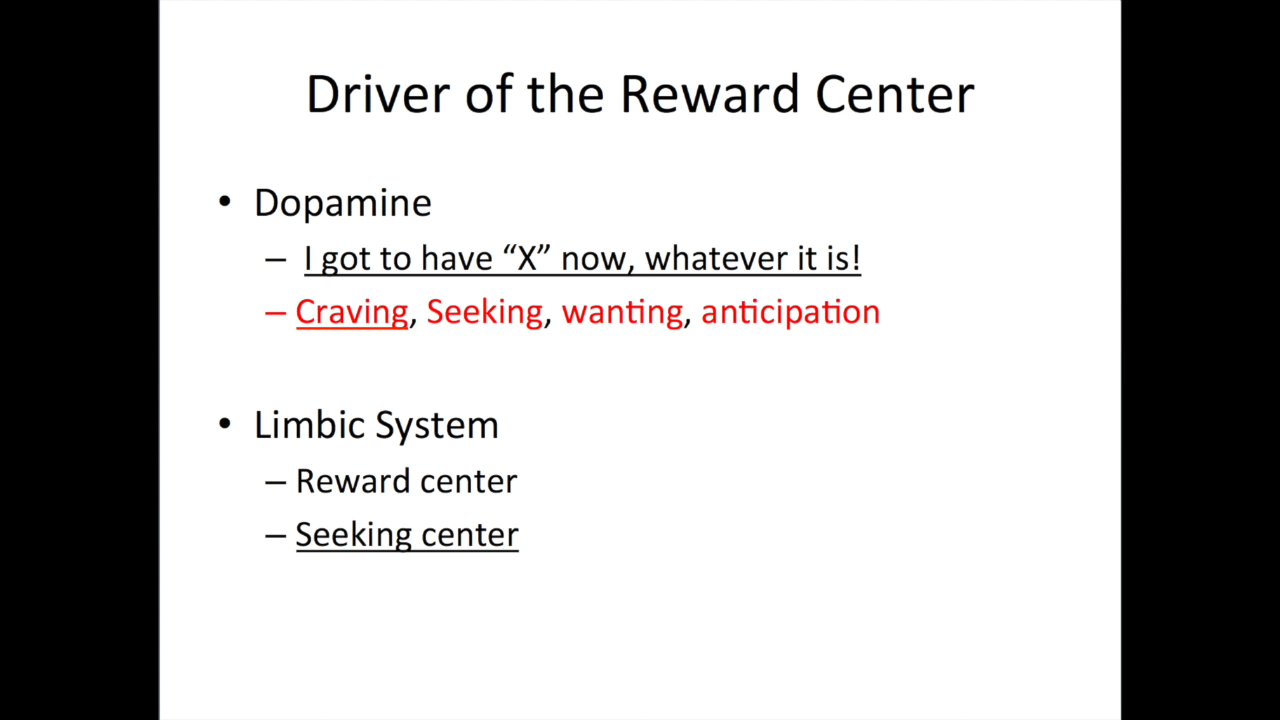 Driver of the Reward Center
• Dopamine
– I got to have “X” now, whatever it is!
– Craving, Seeking, wanting, anticipation
• Limbic System
– Reward center
– Seeking center